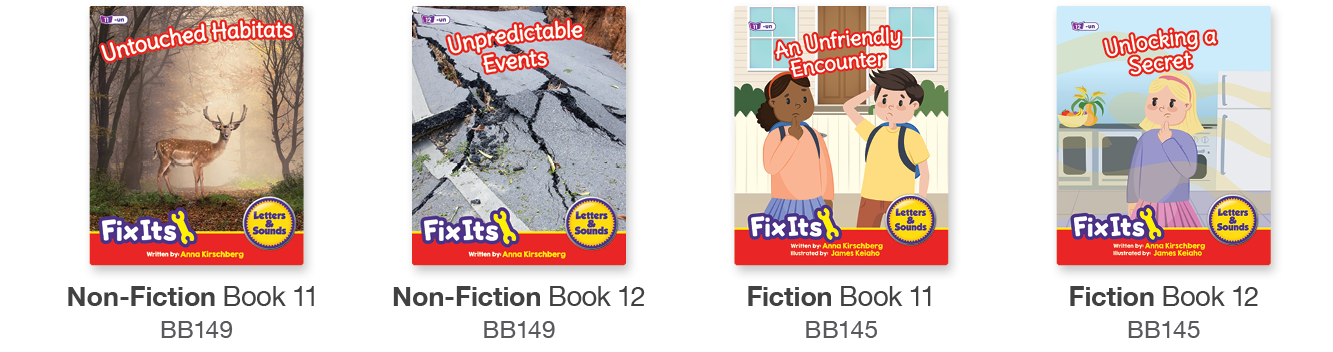 11 -un
Untouched Habitats
FixIts
Letters
&
Sounds
Written by: Anna Kirschberg
Non-Fiction Book 11
BB149
12 -un
Unpredictable
Events
FixIts
Letters
&
Sounds
Written by: Anna Kirschberg
Non-Fiction Book 12
BB149
11 -un
An Unfriendly
Encounter
FixIts
Letters
&
Sounds
Written by: Anna Kirschberg
Illustrated by: James Keiaho
Fiction Book 11
BB145
12 -un
Unlocking a
Secret
FixIts
Letters
&
Sounds
Written by: Anna Kirschberg
Illustrated by: James Keiaho
Fiction Book 12
BB145